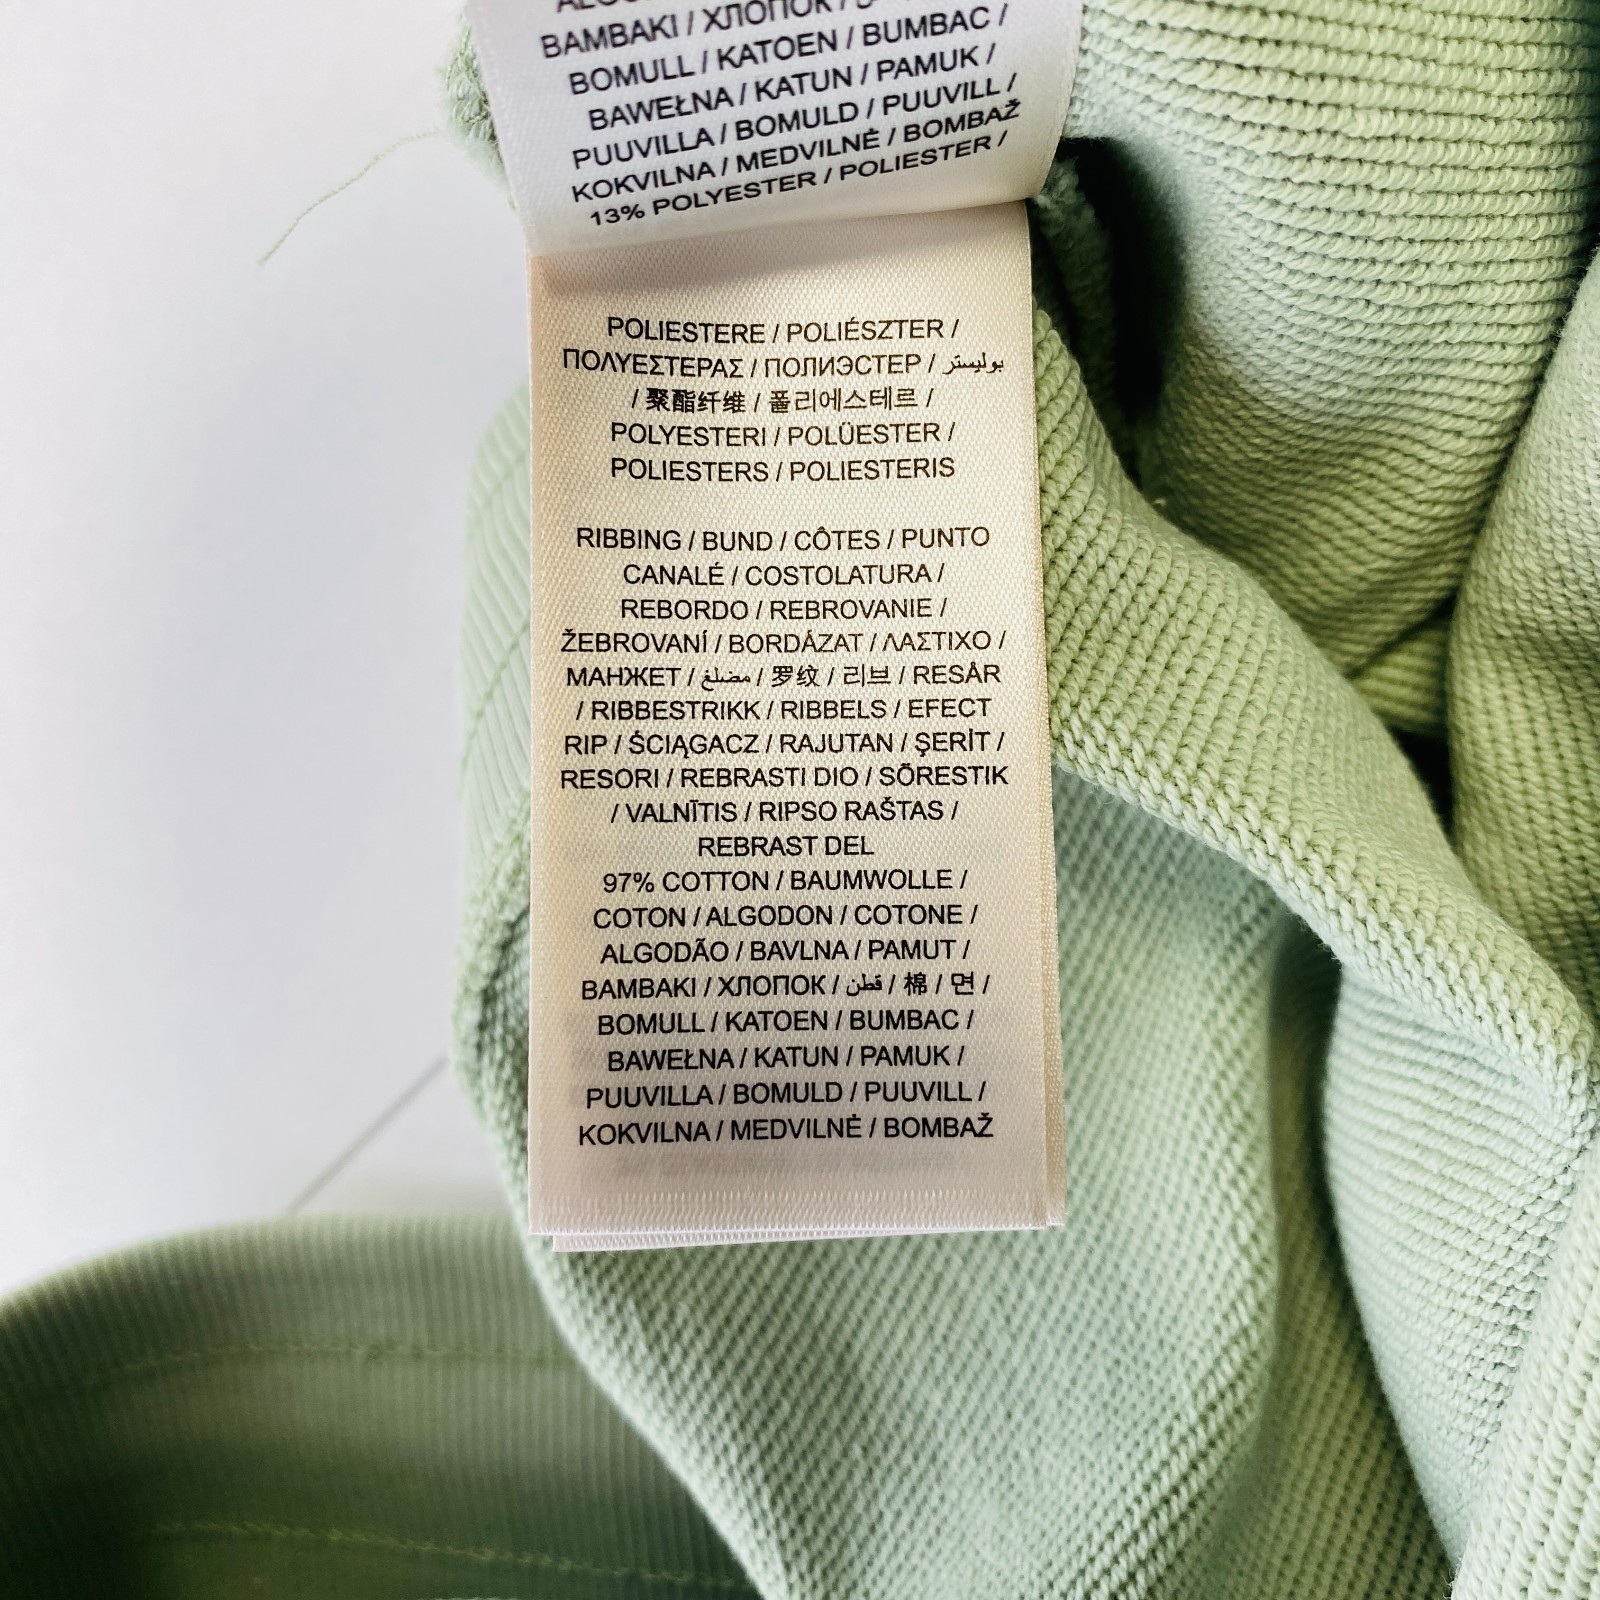 BAMBAKI / ХЛОПОК /
BOMULL / KATOEN / BUMBAC /
BAWEŁNA / KATUN / PAMUK /
PUUVILLA / BOMULD / PUUVILL /
KOKVILNA / MEDVILNĖ / BOMBAŽ
13% POLYESTER / POLIESTER /
POLIESTERE / POLIÉSZTER /
ΠΟΛΥΕΣΤΕΡΑΣ / ПОЛИЭСТЕР / بوليستر
/ 聚酯纤维 / 폴리에스테르 /
POLYESTERI / POLÜESTER /
POLIESTERS / POLIESTERIS
RIBBING / BUND / CÔTES / PUNTO
CANALÉ / COSTOLATURA /
REBORDO / REBROVANIE /
ŽEBROVANÍ / BORDÁZAT / ΛΑΣΤΙΧΟ /
МАНЖЕТ / مضلغ / 罗纹 / 리브 / RESÅR
/ RIBBESTRIKK / RIBBELS / EFECT
RIP / ŚCIĄGACZ / RAJUTAN / ŞERİT /
RESORI / REBRASTI DIO / SÕRESTIK
/ VALNĪTIS / RIPSO RAŠTAS /
REBRAST DEL
97% COTTON / BAUMWOLLE /
COTON / ALGODON / COTONE /
ALGODÃO / BAVLNA / PAMUT /
BAMBAKI / ХЛОПОК / قطن / 棉 / 면 /
BOMULL / KATOEN / BUMBAC /
BAWEŁNA / KATUN / PAMUK /
PUUVILLA / BOMULD / PUUVILL /
KOKVILNA / MEDVILNĖ / BOMBAŽ